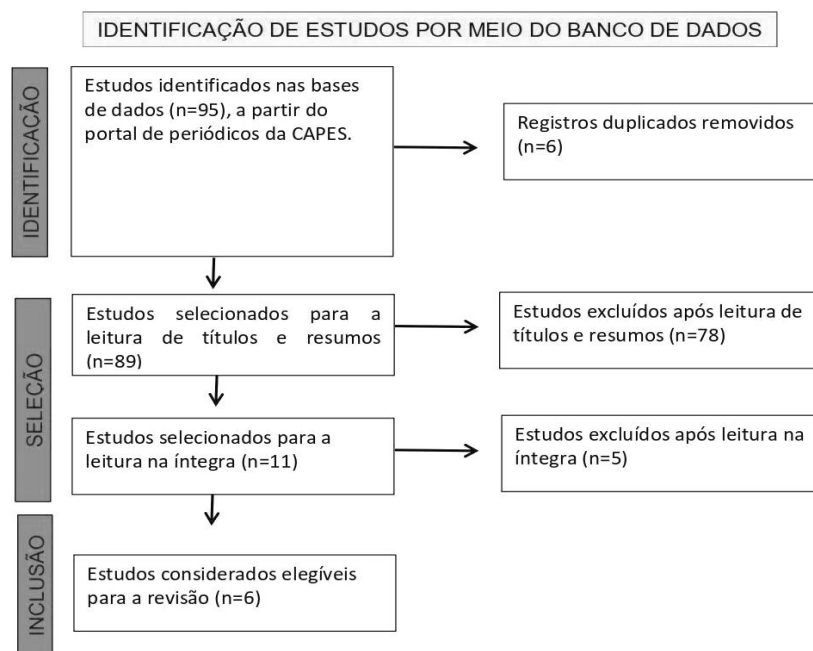 IDENTIFICAÇÃO DE ESTUDOS POR MEIO DO BANCO DE DADOS
IDENTIFICAÇÃO
Estudos identificados nas bases
de dados (n=95), a partir do
portal de periódicos da CAPES.
Registros duplicados removidos
(n=6)
SELEÇÃO
Estudos selecionados para a
leitura de títulos e resumos
(n=89)
Estudos excluídos após leitura de
títulos e resumos (n=78)
Estudos selecionados para a
leitura na íntegra (n=11)
Estudos excluídos após leitura na
íntegra (n=5)
INCLUSÃO
Estudos considerados elegíveis
para a revisão (n=6)